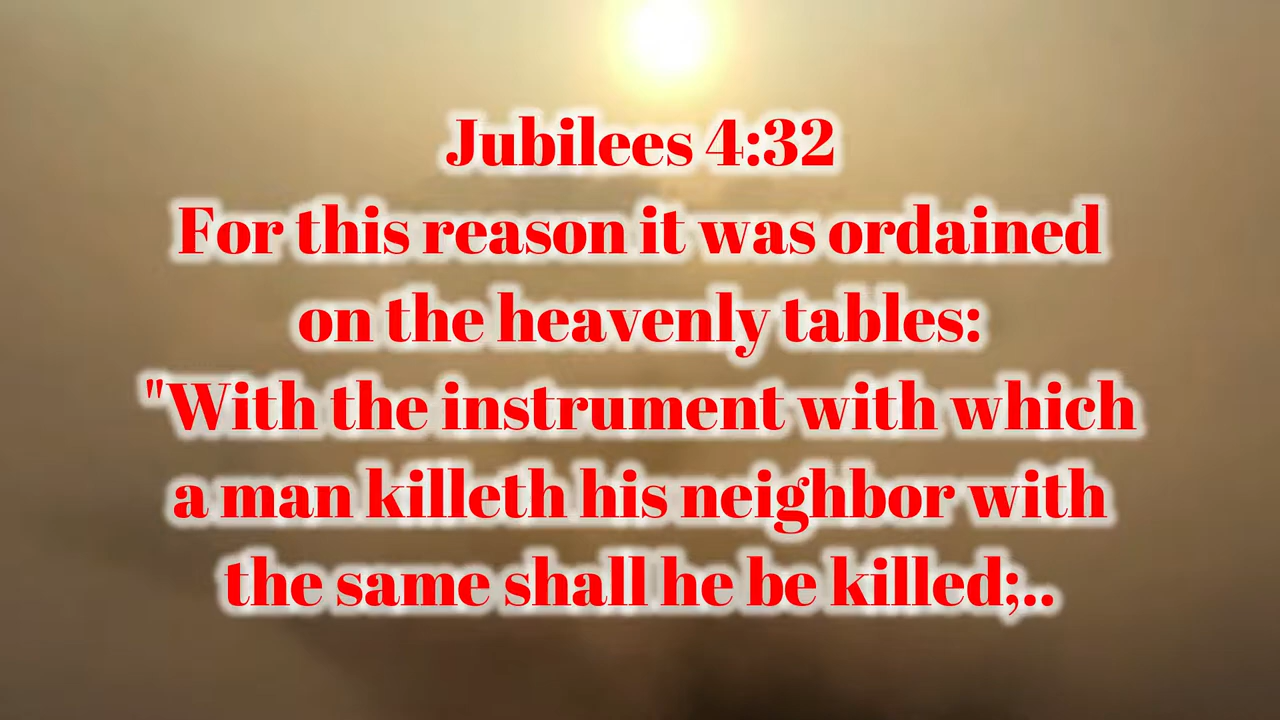 Jubilees 4:32
For this reason it was ordained
on the heavenly tables:
"With the instrument with which
a man killeth his neighbor with
the same shall he be killed;..